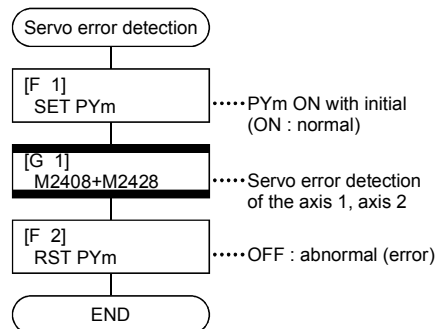 Servo error detection
[F 1]
SET PYm
PYm ON with initial
(ON : normal)
[G 1]
M2408+M2428
Servo error detection
of the axis 1, axis 2
[F 2]
RST PYm
OFF : abnormal (error)
END